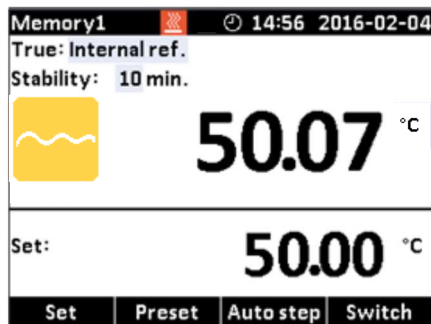 Memory1 14:56 2016-02-04
True: Internal ref.
Stability: 10 min.
50.07 °C
Set: 50.00 °C
Set Preset Auto step Switch